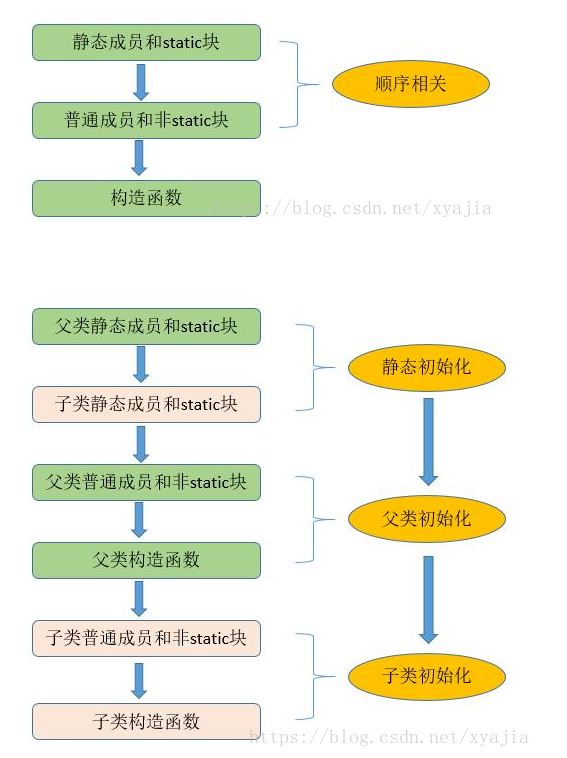 静态成员和static块
顺序相关
普通成员和非static块
构造函数
https://blog.csdn.net/xyajia
父类静态成员和static块
静态初始化
子类静态成员和static块
父类普通成员和非static块
父类初始化
父类构造函数
子类普通成员和非static块
子类初始化
子类构造函数
https://blog.csdn.net/xyajia